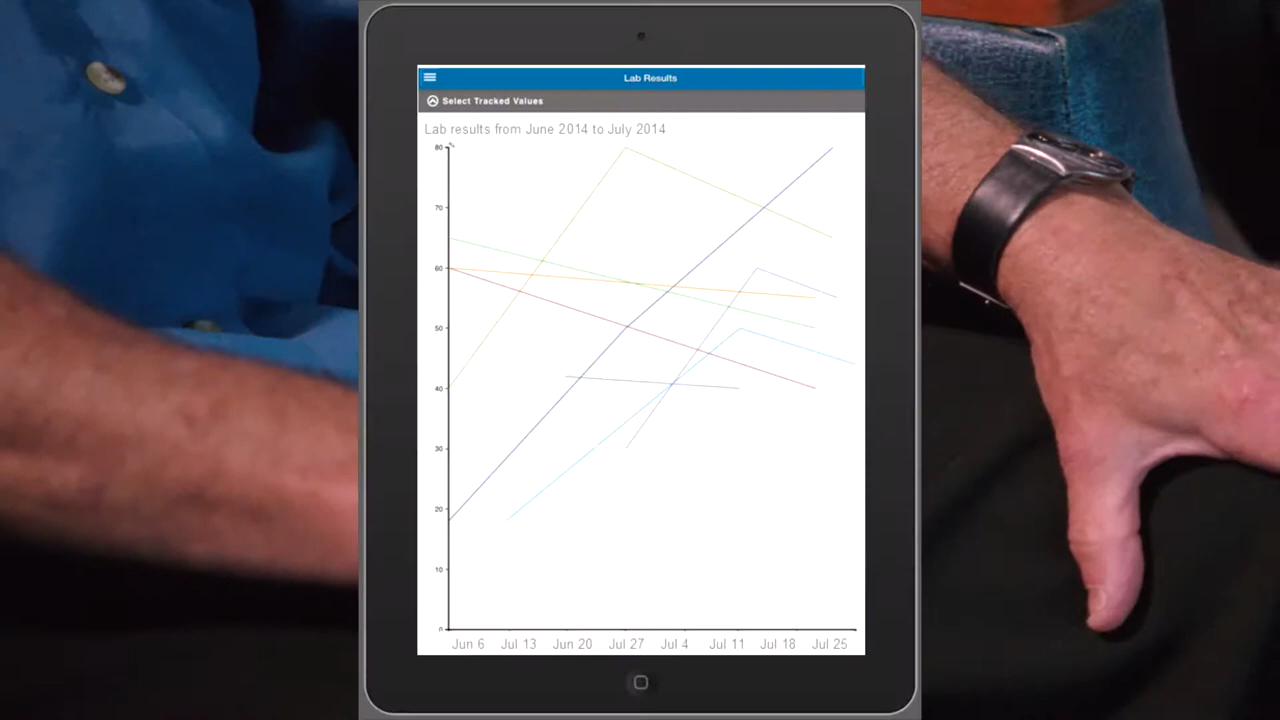 Lab Results
Select Tracked Values
Lab results from June 2014 to July 2014
%
80
70
60
50
40
30
20
10
0
Jun 6 Jul 13 Jun 20 Jul 27 Jul 4 Jul 11 Jul 18 Jul 25